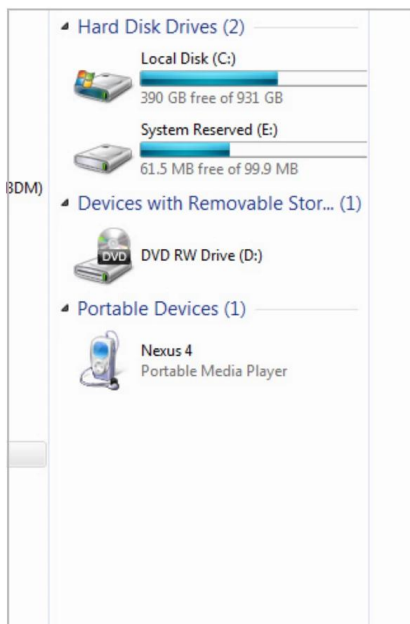 Hard Disk Drives (2)
Local Disk (C:)
390 GB free of 931 GB
System Reserved (E:)
61.5 MB free of 99.9 MB
BDM)
Devices with Removable Stor... (1)
DVD
DVD RW Drive (D:)
Portable Devices (1)
Nexus 4
Portable Media Player